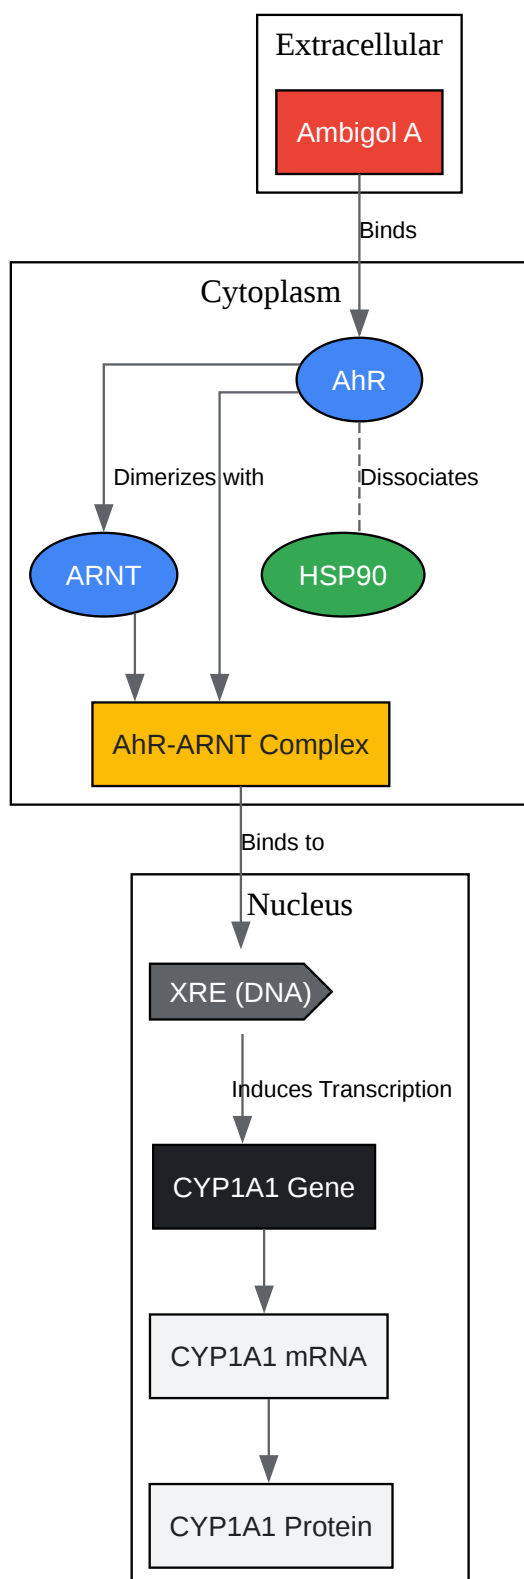 Extracellular
Ambigol A
Binds
Cytoplasm
AhR
Dimerizes with
Dissociates
ARNT
HSP90
AhR-ARNT Complex
Binds to
Nucleus
XRE (DNA)
Induces Transcription
CYP1A1 Gene
CYP1A1 mRNA
CYP1A1 Protein